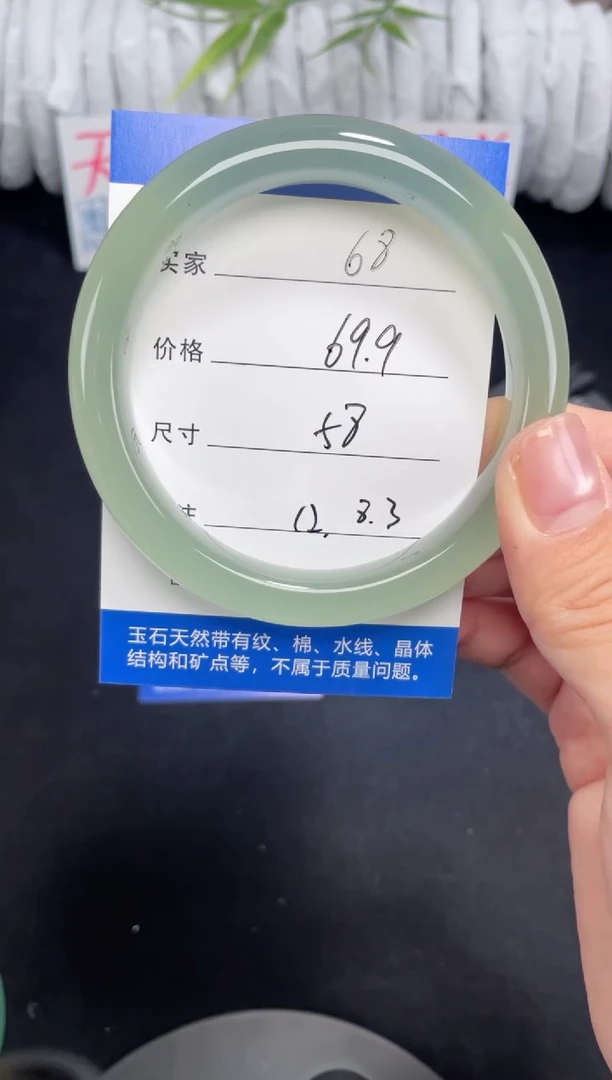 天
买家 68
价格 69.9
尺寸 58
12, 8.3
玉石天然带有纹、棉、水线、晶体
结构和矿点等，不属于质量问题。